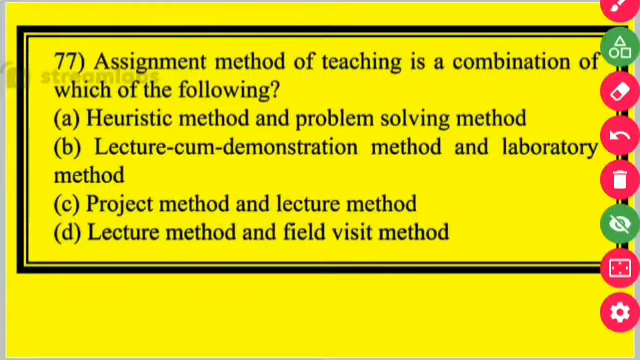 77) Assignment method of teaching is a combination of
streamlabs
which of the following?
(a) Heuristic method and problem solving method
(b) Lecture-cum-demonstration method and laboratory
method
(c) Project method and lecture method
(d) Lecture method and field visit method